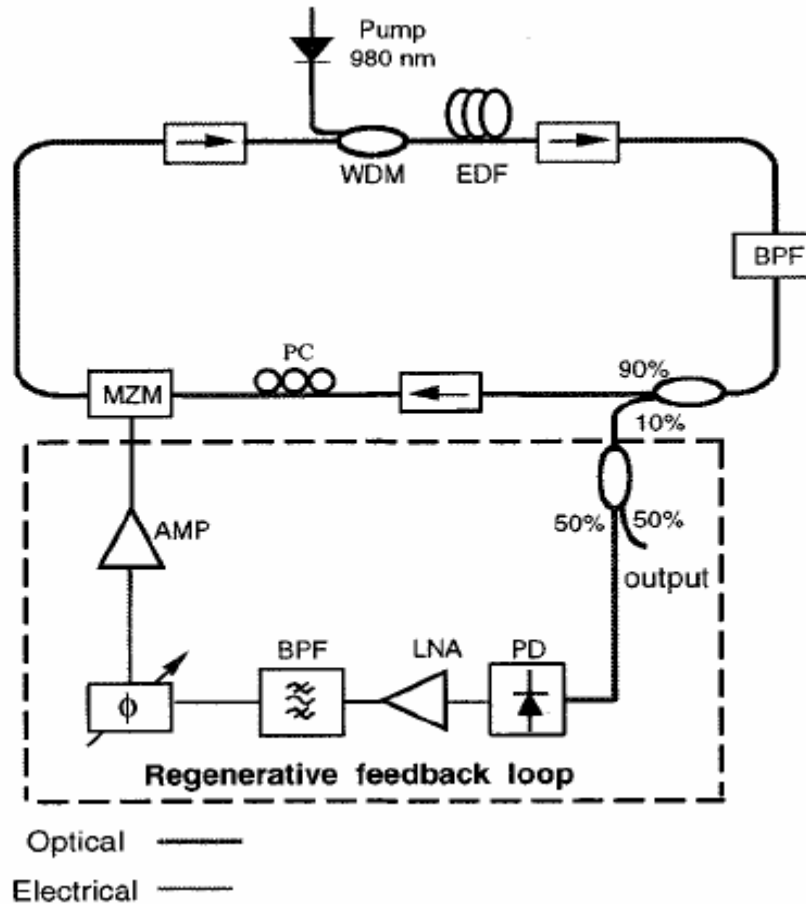 Pump
980 nm
WDM
EDF
BPF
PC
90%
MZM
10%
50%
50%
AMP
output
BPF
LNA
PD
ϕ
Regenerative feedback loop
Optical
Electrical